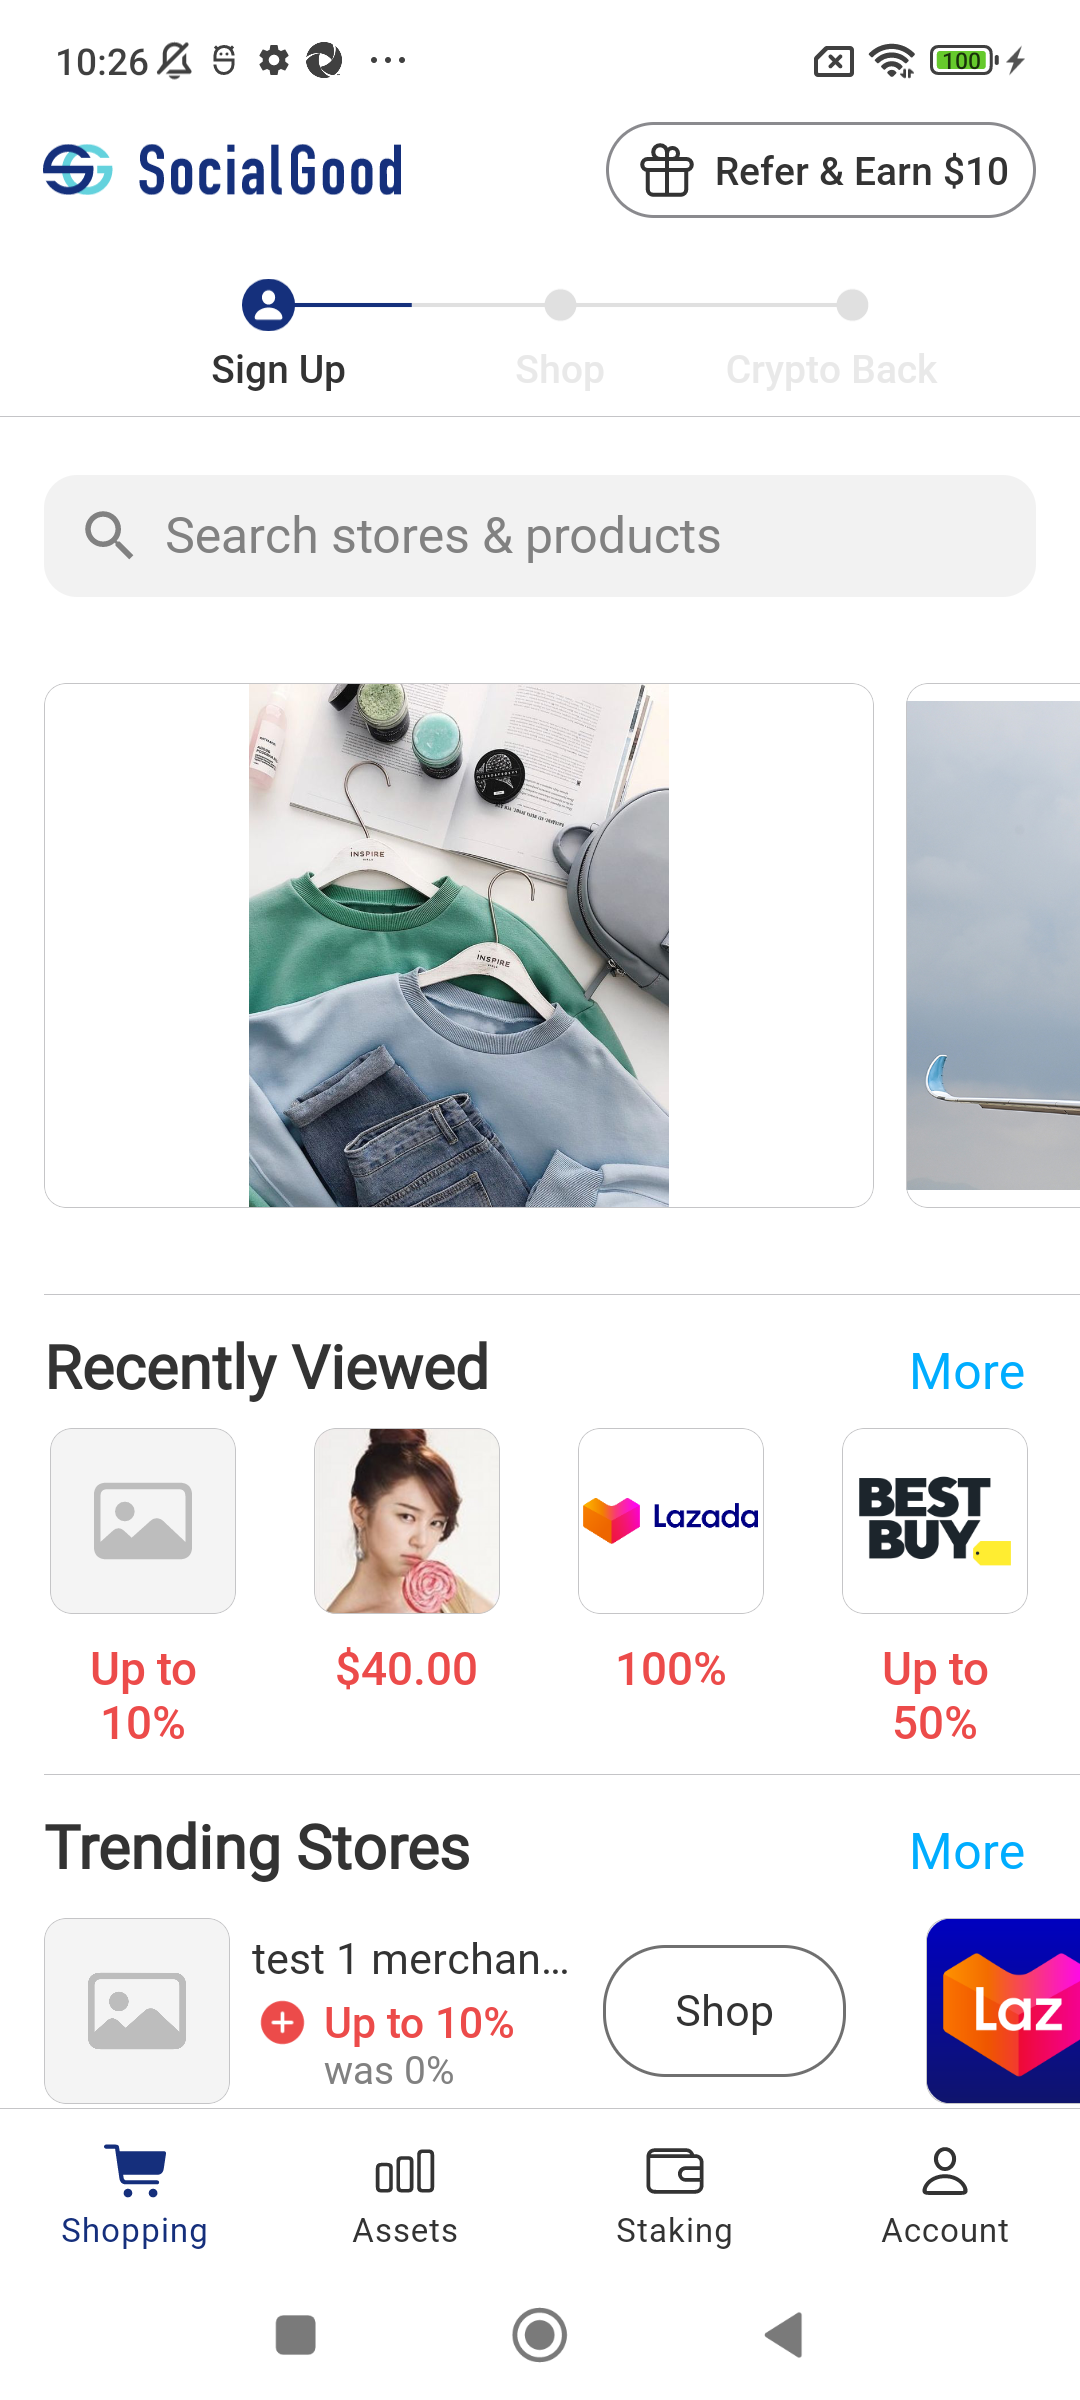 10:26
100
SocialGood
Refer & Earn $10
Sign Up
Shop
Crypto Back
Search stores & products
INSPIRE
INSPIRE
Recently Viewed
More
Lazada
BEST
BUY
Up to
10%
$40.00
100%
Up to
50%
Trending Stores
More
test 1 merchan...
Up to 10%
was 0%
Shop
Laz
Shopping
Assets
Staking
Account